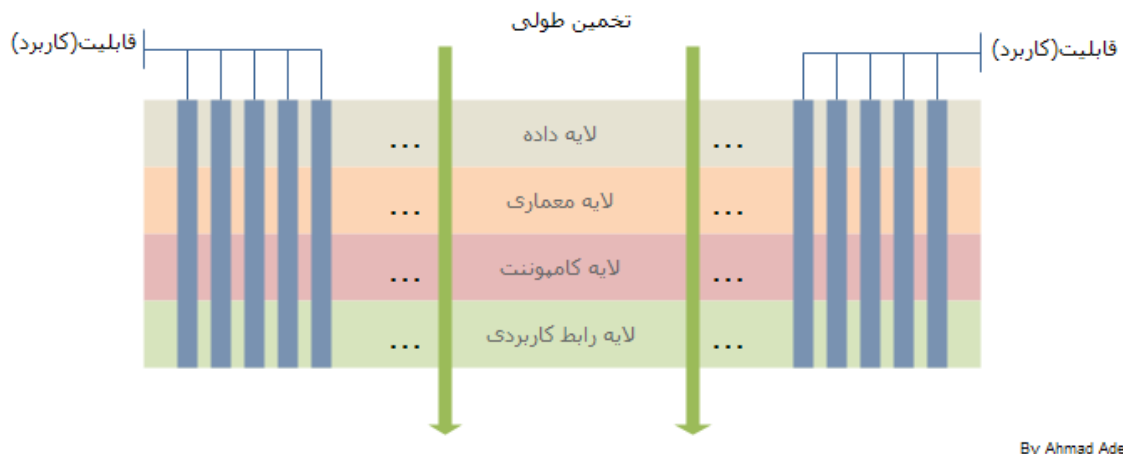 تخمین طولی
قابلیت(کاربرد)
قابلیت(کاربرد)
... لایه داده ...
... لایه معماری ...
... لایه کامپوننت ...
... لایه رابط کاربردی ...
By Ahmad Ade